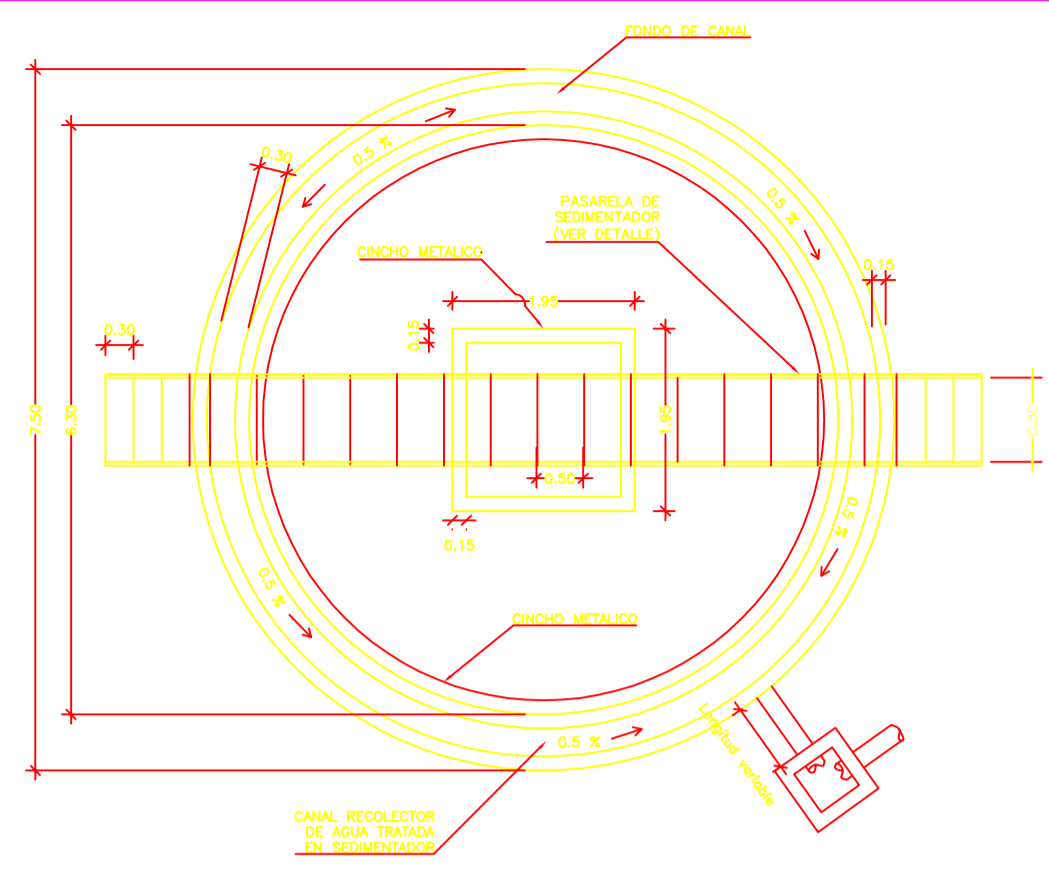 FONDO DE CANAL
0.5 %
0.30
0.5 %
PASARELA DE
SEDIMENTADOR
(VER DETALLE)
CINCHO METALICO
0.15
1.95
0.30
0.15
7.50
6.30
1.95
0.50
0.50
0.15
0.5 %
0.5 %
CINCHO METALICO
0.5 %
Longitud variable
CANAL RECOLECTOR
DE AGUA TRATADA
EN SEDIMENTADOR